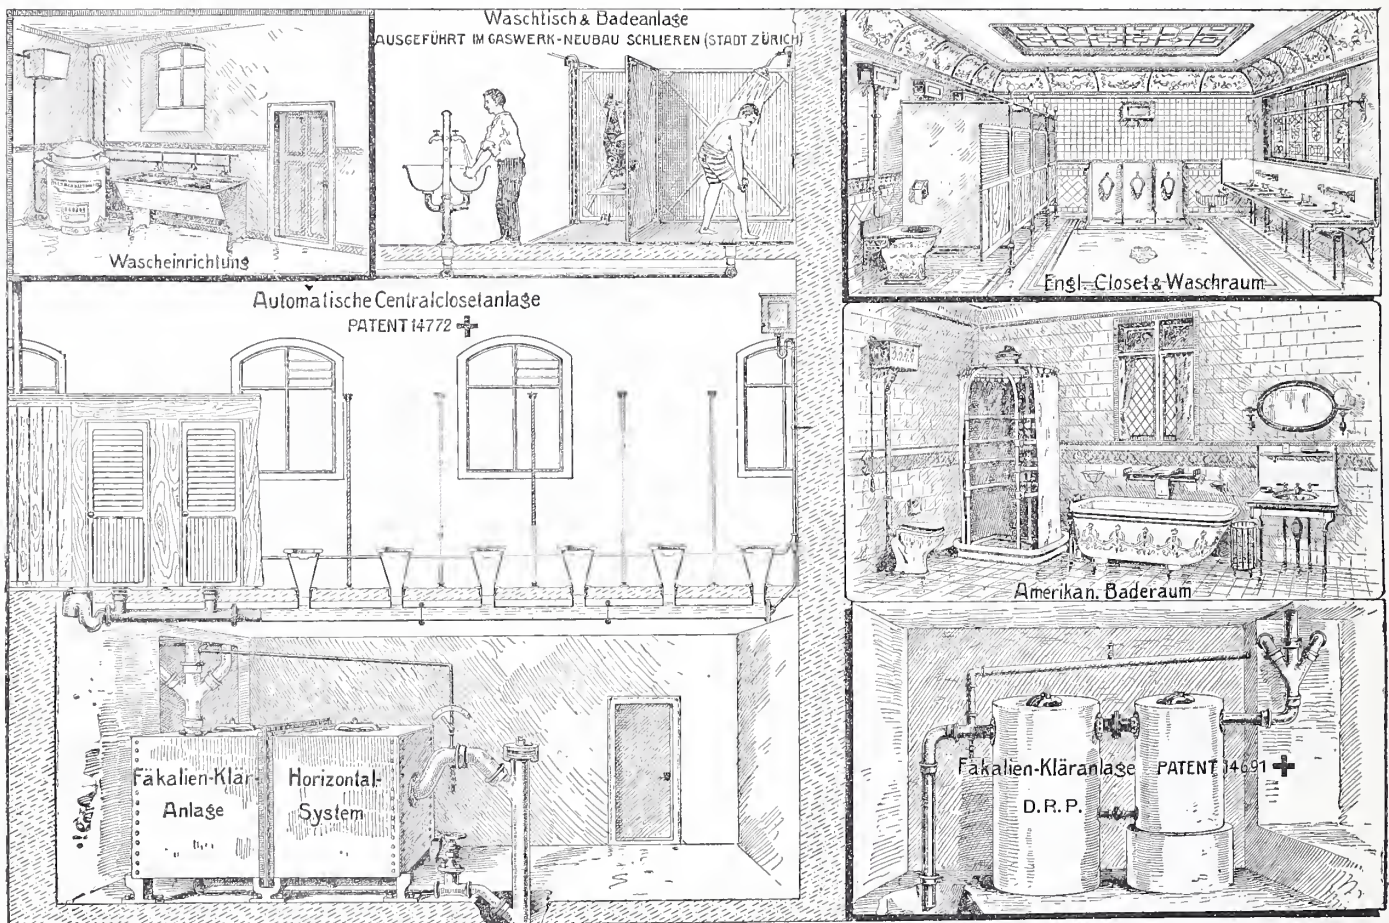 Waschtisch & Badeanlage
AUSGEFÜHRT IM GASWERK-NEUBAU SCHLIEREN (STADT ZÜRICH)
Wascheinrichtung
Automatische Centralclosetanlage
PATENT 14772
Fäkalien-Klär-
Anlage
Horizontal-
System
Engl. Closet & Waschraum
Amerikan. Baderaum
Fäkalien-Kläranlage PATENT 14691
D.R.P.